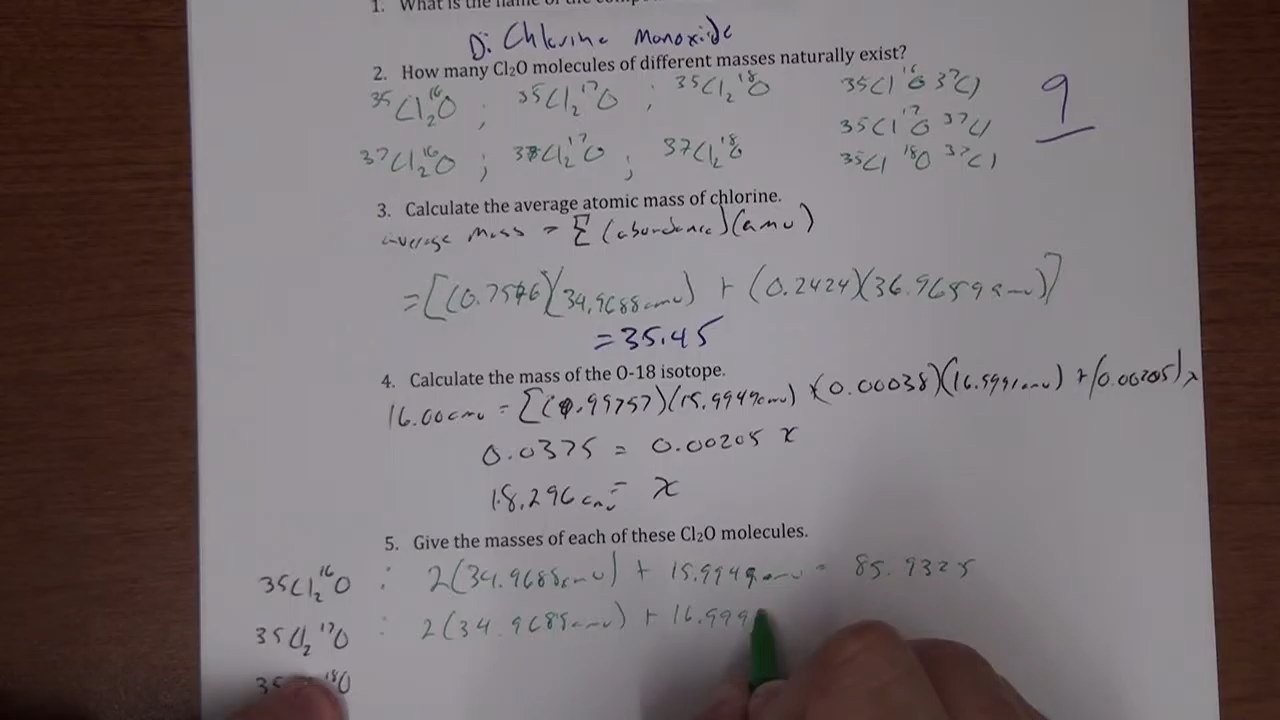 1. What is the name of the compo
Di Chlorine Monoxide
2. How many Cl₂O molecules of different masses naturally exist?
³⁵Cl₂¹⁶O ; ³⁵Cl₂¹⁷O ; ³⁵Cl₂¹⁸O 35Cl ¹⁶O 37Cl
35Cl ¹⁷O 37Cl
9
³⁷Cl₂¹⁶O ; ³⁷Cl₂¹⁷O ; 37Cl₂¹⁸O 35Cl ¹⁸O ³⁷Cl
3. Calculate the average atomic mass of chlorine.
average mass = Σ (abundance)(amu)
= [(0.7576)(34.9688amu) + (0.2424)(36.9659amu)]
= 35.45
4. Calculate the mass of the O-18 isotope.
16.00amu = [(0.99757)(15.9949amu) + (0.00038)(16.9991amu) + (0.00205)x
0.0375 = 0.00205 x
18.296amu = x
5. Give the masses of each of these Cl₂O molecules.
35Cl₂¹⁶O : 2(34.9688amu) + 15.9949amu = 85.9325
35Cl₂¹⁷O : 2(34.9688amu) + 16.999
35 ¹⁸O